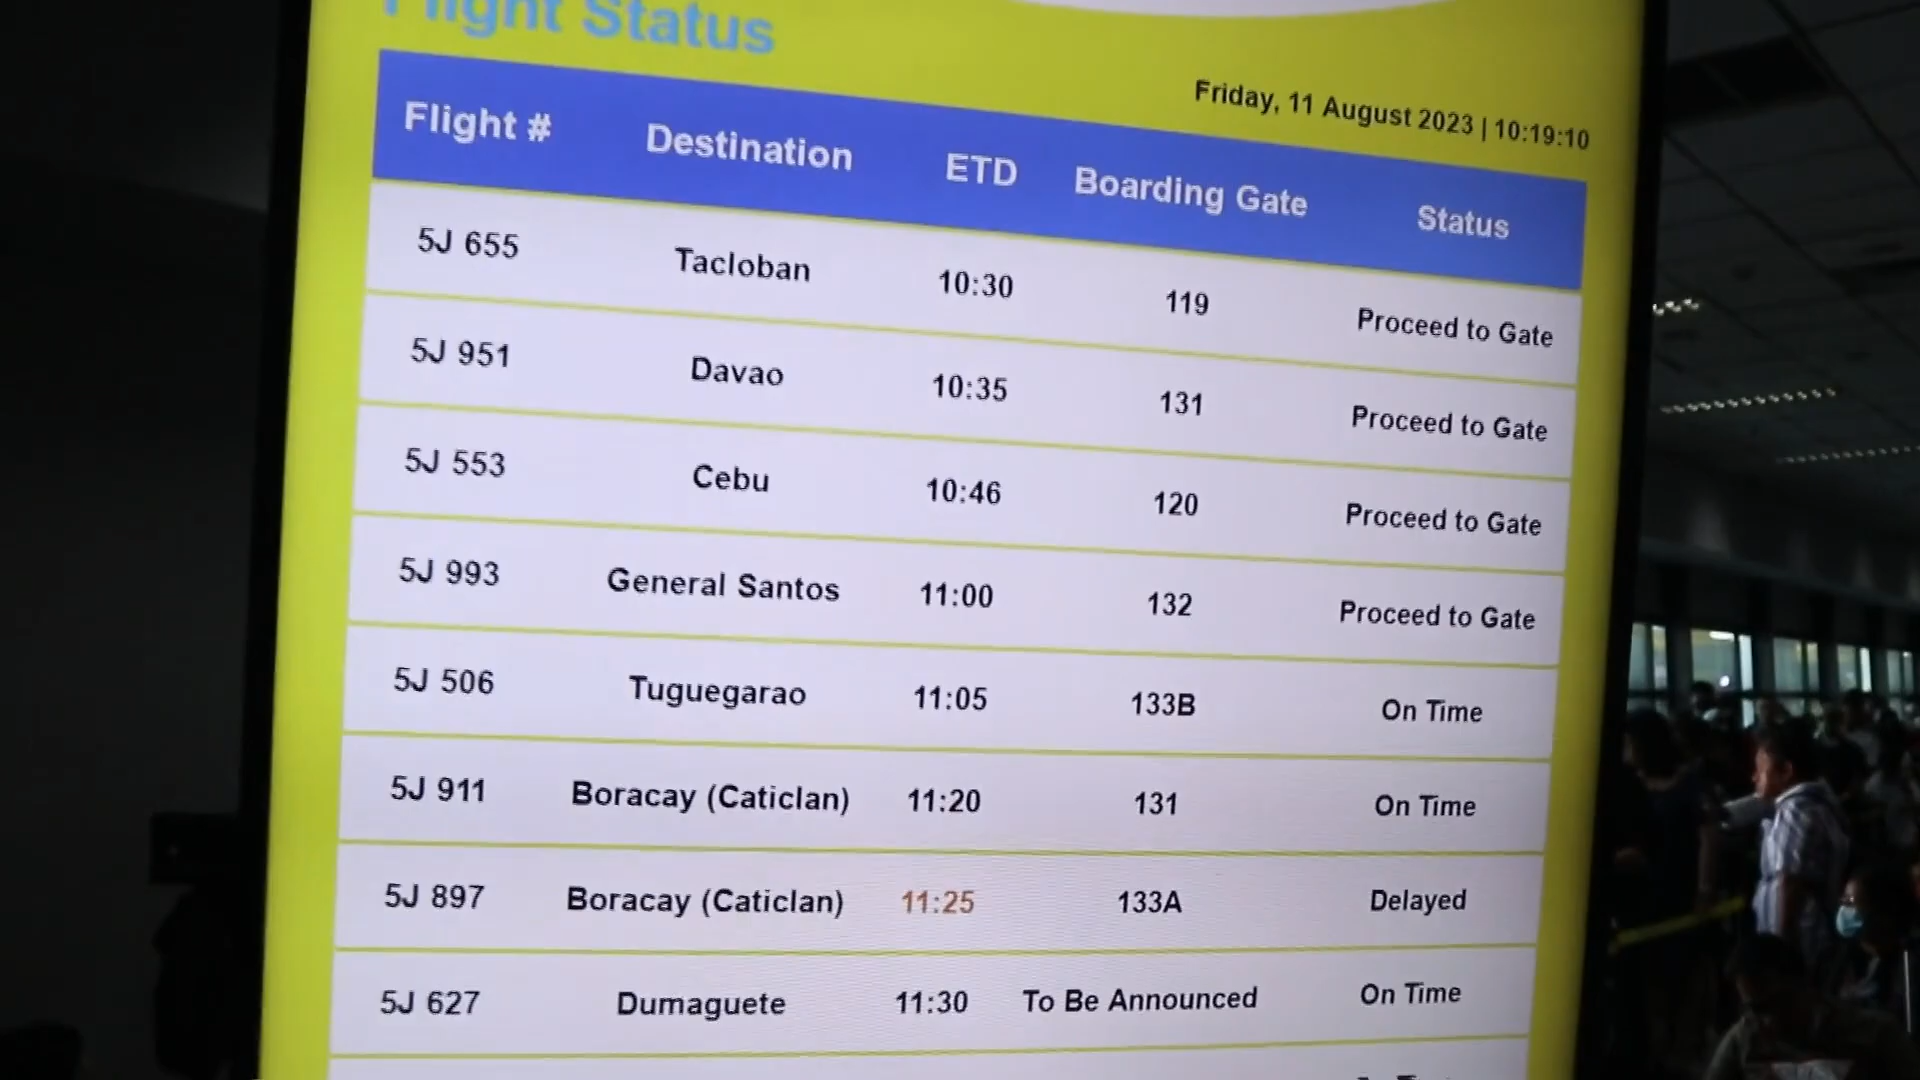 Flight Status
Friday, 11 August 2023 | 10:19:10
Flight # Destination ETD Boarding Gate Status
5J 655 Tacloban 10:30 119 Proceed to Gate
5J 951 Davao 10:35 131 Proceed to Gate
5J 553 Cebu 10:46 120 Proceed to Gate
5J 993 General Santos 11:00 132 Proceed to Gate
5J 506 Tuguegarao 11:05 133B On Time
5J 911 Boracay (Caticlan) 11:20 131 On Time
5J 897 Boracay (Caticlan) 11:25 133A Delayed
5J 627 Dumaguete 11:30 To Be Announced On Time